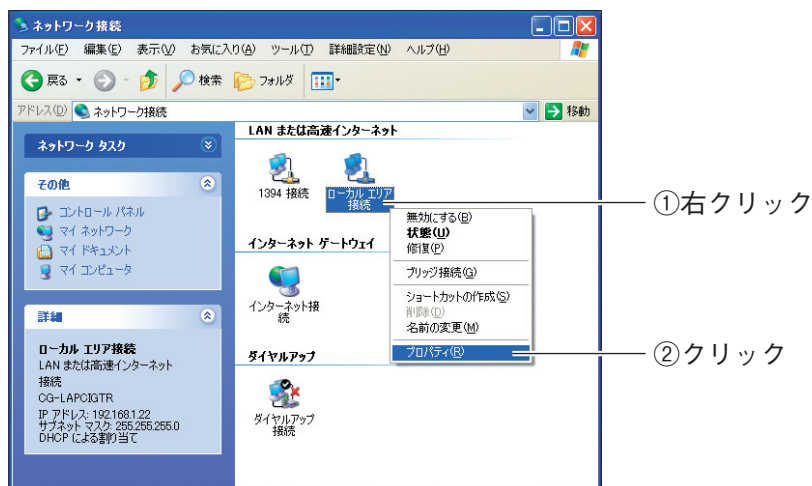 ネットワーク接続
ファイル(F) 編集(E) 表示(V) お気に入り(A) ツール(T) 詳細設定(N) ヘルプ(H)
戻る 検索 フォルダ
アドレス(D) ネットワーク接続 移動
ネットワーク タスク
その他
コントロール パネル
マイ ネットワーク
マイ ドキュメント
マイ コンピュータ
詳細
ローカル エリア接続
LAN または高速インターネット
接続
CG-LAPCIGTR
IP アドレス: 192.168.1.22
サブネット マスク: 255.255.255.0
DHCP による割り当て
LAN または高速インターネット
1394 接続
ローカル エリア
接続
①右クリック
無効にする(B)
状態(U)
修復(P)
ブリッジ接続(G)
ショートカットの作成(S)
削除(D)
名前の変更(M)
プロパティ(R)
②クリック
インターネット ゲートウェイ
インターネット接
続
ダイヤルアップ
ダイヤルアップ
接続